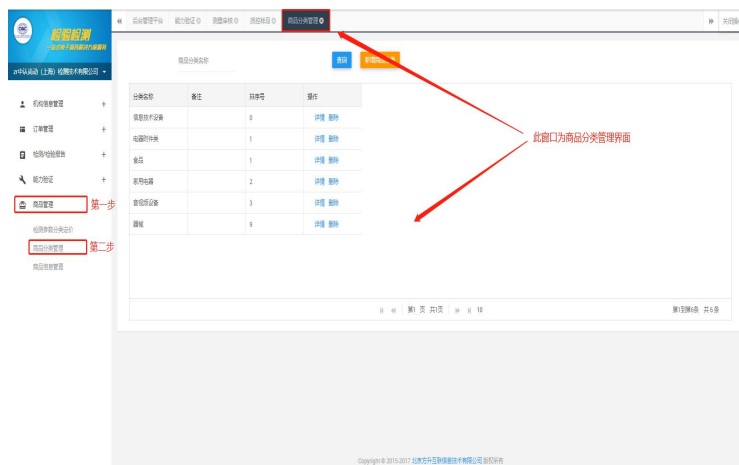 CNC
检验检测
一站式电子商务解决方案服务
zr中认尚动（上海）检测技术有限公司
后台管理平台 能力验证 测量审核 质控样品 商品分类管理
关闭操
商品分类名称
查询
机构信息管理
订单管理
检测/检验报告
能力验证
商品管理 第一步
检测参数分类定价
商品分类管理 第二步
商品信息管理
分类名称 备注 排序号 操作
信息技术设备 0 详情 删除
电器附件类 1 详情 删除
食品 1 详情 删除
家用电器 2 详情 删除
音视频设备 3 详情 删除
器械 9 详情 删除
此窗口为商品分类管理界面
第1 页 共1页 10
第1到第6条 共 6 条
Copyright © 2015-2017 北京方升互联信息技术有限公司 版权所有